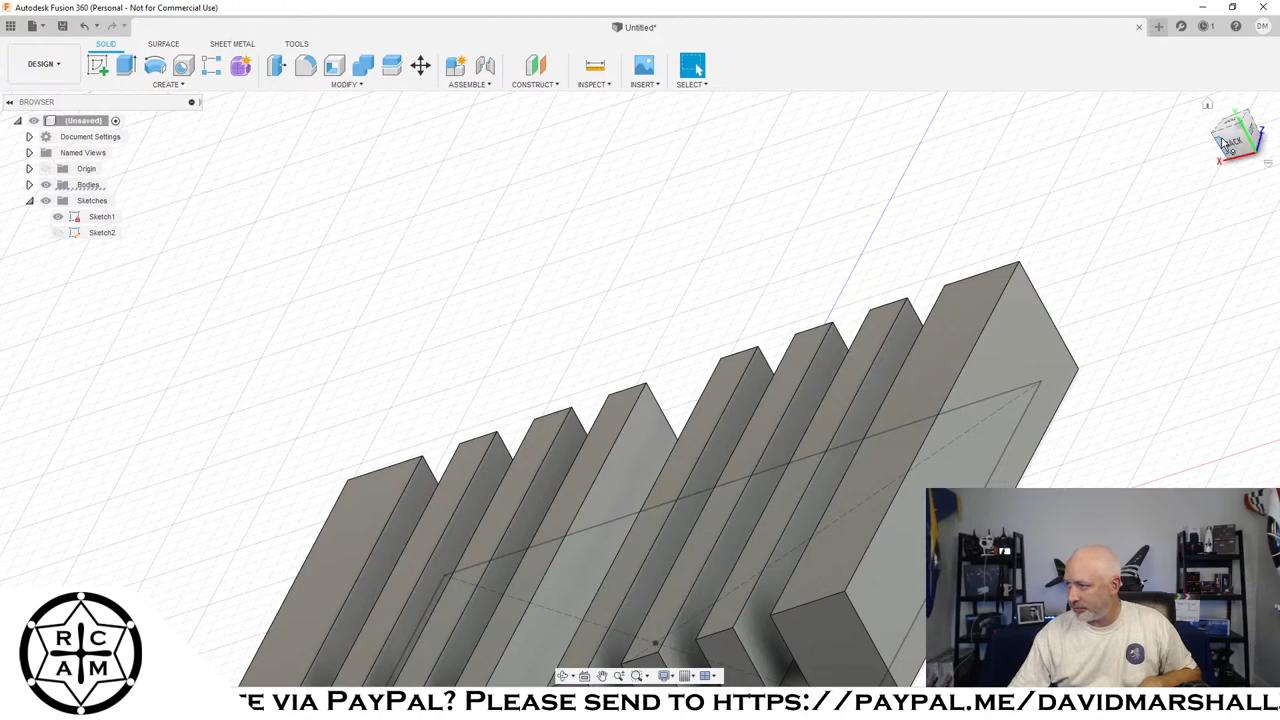 Autodesk Fusion 360 (Personal - Not for Commercial Use)
Untitled*
1
DM
SOLID
SURFACE
SHEET METAL
TOOLS
DESIGN
CREATE
MODIFY
ASSEMBLE
CONSTRUCT
INSPECT
INSERT
SELECT
BROWSER
(Unsaved)
Document Settings
Named Views
Origin
Bodies
Sketches
Sketch1
Sketch2
Z
X
R C
A M
E VIA PAYPAL? PLEASE SEND TO HTTPS://PAYPAL.ME/DAVIDMARSHALL